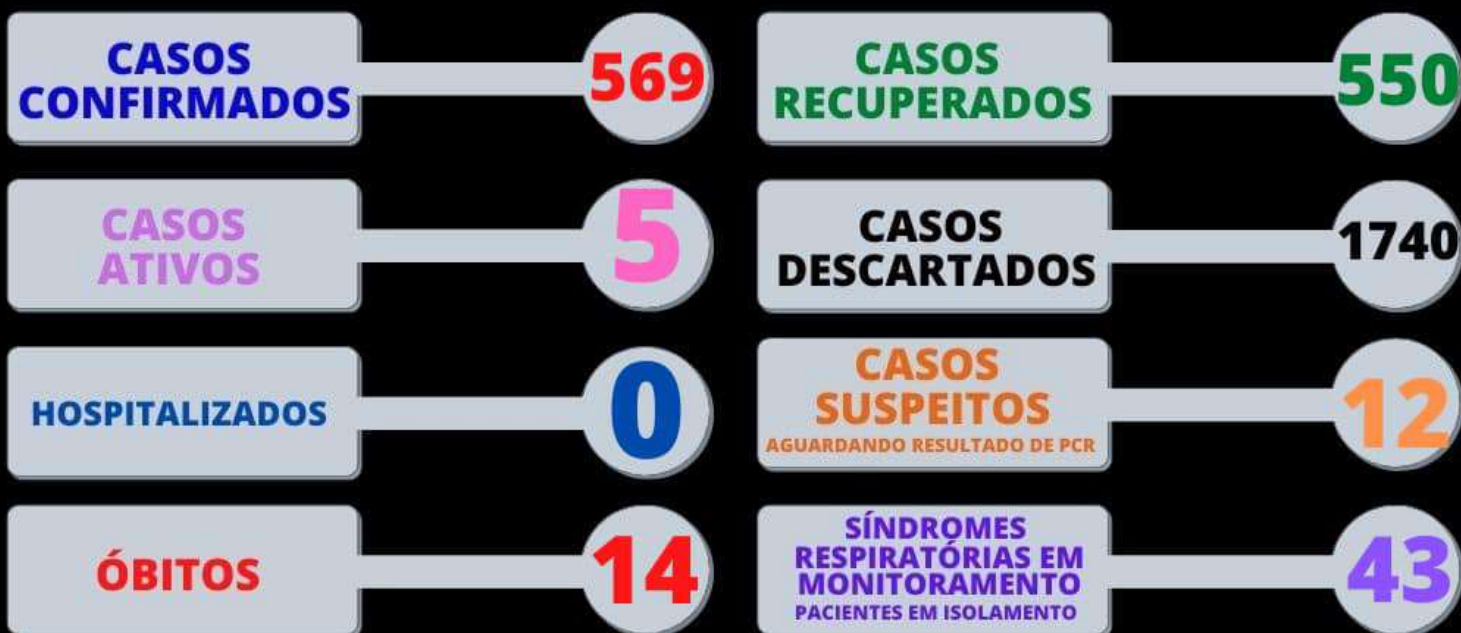 CASOS
CONFIRMADOS
569
CASOS
RECUPERADOS
550
CASOS
ATIVOS
5
CASOS
DESCARTADOS
1740
HOSPITALIZADOS
0
CASOS
SUSPEITOS
AGUARDANDO RESULTADO DE PCR
12
ÓBITOS
14
SÍNDROMES
RESPIRATÓRIAS EM
MONITORAMENTO
PACIENTES EM ISOLAMENTO
43